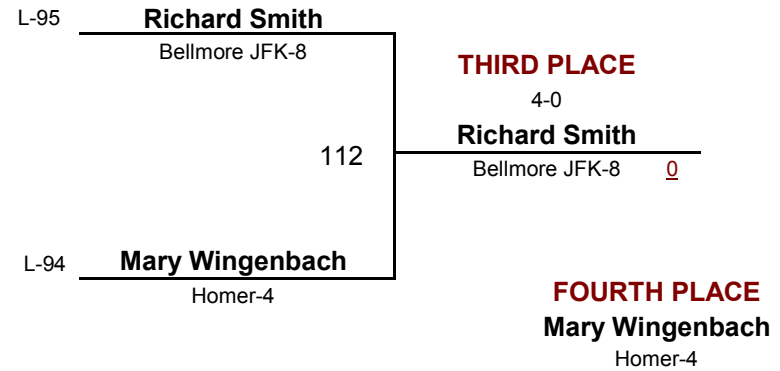 L-95 Richard Smith
Bellmore JFK-8
THIRD PLACE
4-0
Richard Smith
112
Bellmore JFK-8 0
L-94 Mary Wingenbach
Homer-4
FOURTH PLACE
Mary Wingenbach
Homer-4